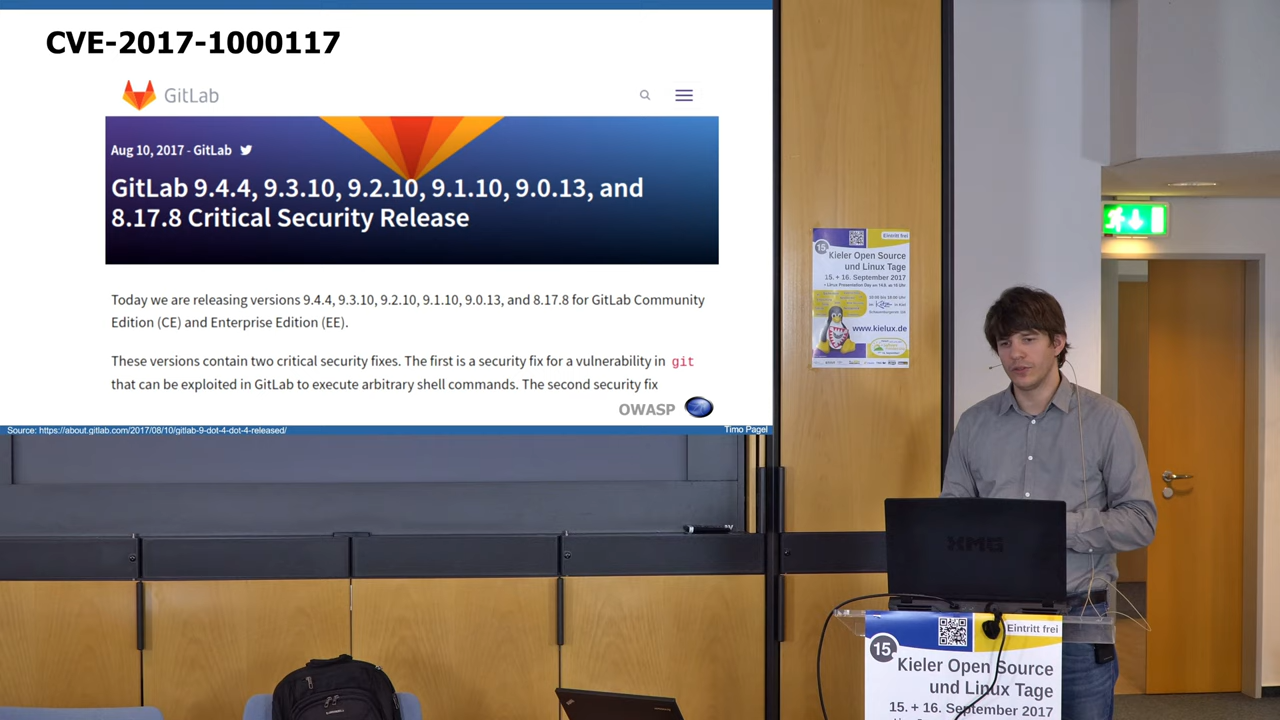 CVE-2017-1000117
GitLab
Aug 10, 2017 - GitLab
GitLab 9.4.4, 9.3.10, 9.2.10, 9.1.10, 9.0.13, and
8.17.8 Critical Security Release
Today we are releasing versions 9.4.4, 9.3.10, 9.2.10, 9.1.10, 9.0.13, and 8.17.8 for GitLab Community
Edition (CE) and Enterprise Edition (EE).
These versions contain two critical security fixes. The first is a security fix for a vulnerability in git
that can be exploited in GitLab to execute arbitrary shell commands. The second security fix
OWASP
Source: https://about.gitlab.com/2017/08/10/gitlab-9-dot-4-dot-4-released/
Timo Pagel
Eintritt frei
15.
Kieler Open Source
und Linux Tage
15. + 16. September 2017
www.kielux.de
XMG
Eintritt frei
15.
Kieler Open Source
und Linux Tage
15. + 16. September 2017